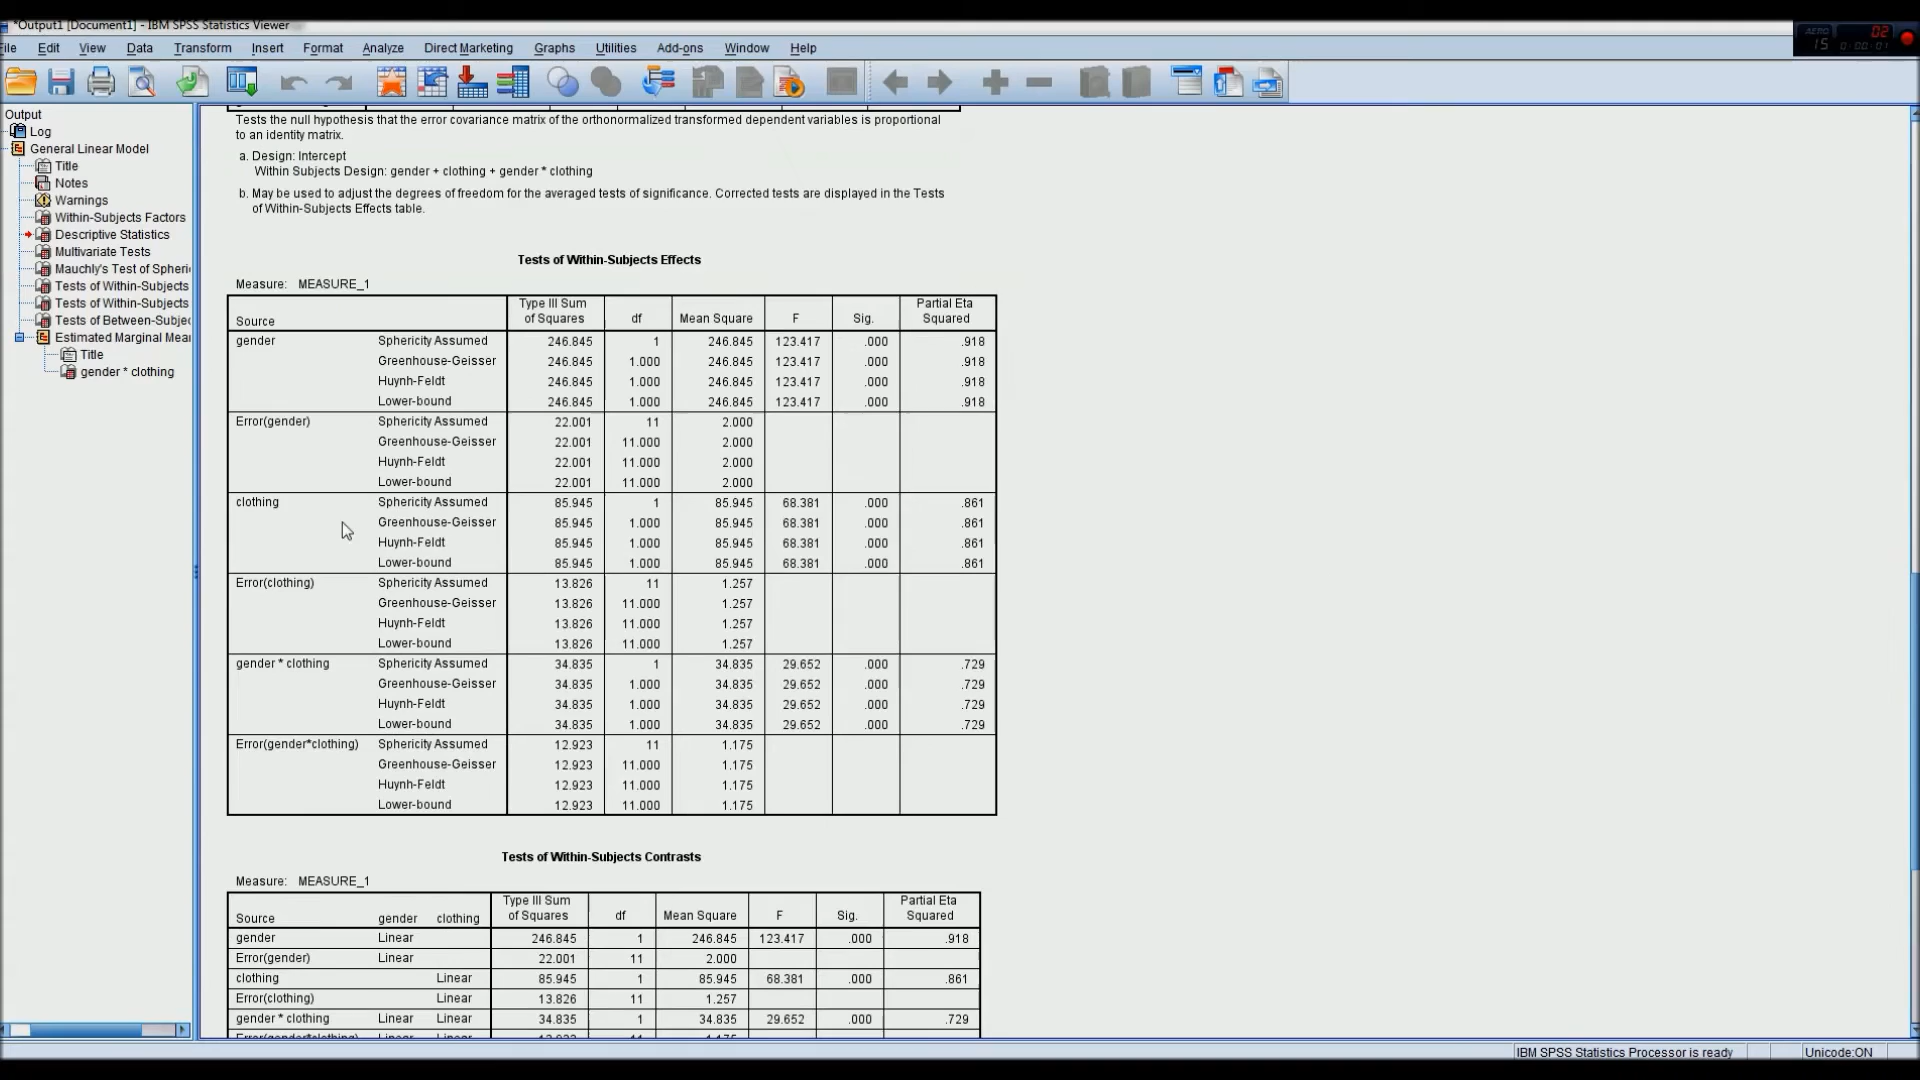 *Output1 [Document1] - IBM SPSS Statistics Viewer
File Edit View Data Transform Insert Format Analyze Direct Marketing Graphs Utilities Add-ons Window Help
Output
Log
General Linear Model
Title
Notes
Warnings
Within-Subjects Factors
Descriptive Statistics
Multivariate Tests
Mauchly's Test of Spheri
Tests of Within-Subjects
Tests of Within-Subjects
Tests of Between-Subjec
Estimated Marginal Mea
Title
gender * clothing
Tests the null hypothesis that the error covariance matrix of the orthonormalized transformed dependent variables is proportional
to an identity matrix.
a. Design: Intercept
Within Subjects Design: gender + clothing + gender * clothing
b. May be used to adjust the degrees of freedom for the averaged tests of significance. Corrected tests are displayed in the Tests
of Within-Subjects Effects table.
Tests of Within-Subjects Effects
Measure: MEASURE_1
Source Type III Sum of Squares df Mean Square F Sig. Partial Eta Squared
gender Sphericity Assumed 246.845 1 246.845 123.417 .000 .918
Greenhouse-Geisser 246.845 1.000 246.845 123.417 .000 .918
Huynh-Feldt 246.845 1.000 246.845 123.417 .000 .918
Lower-bound 246.845 1.000 246.845 123.417 .000 .918
Error(gender) Sphericity Assumed 22.001 11 2.000
Greenhouse-Geisser 22.001 11.000 2.000
Huynh-Feldt 22.001 11.000 2.000
Lower-bound 22.001 11.000 2.000
clothing Sphericity Assumed 85.945 1 85.945 68.381 .000 .861
Greenhouse-Geisser 85.945 1.000 85.945 68.381 .000 .861
Huynh-Feldt 85.945 1.000 85.945 68.381 .000 .861
Lower-bound 85.945 1.000 85.945 68.381 .000 .861
Error(clothing) Sphericity Assumed 13.826 11 1.257
Greenhouse-Geisser 13.826 11.000 1.257
Huynh-Feldt 13.826 11.000 1.257
Lower-bound 13.826 11.000 1.257
gender * clothing Sphericity Assumed 34.835 1 34.835 29.652 .000 .729
Greenhouse-Geisser 34.835 1.000 34.835 29.652 .000 .729
Huynh-Feldt 34.835 1.000 34.835 29.652 .000 .729
Lower-bound 34.835 1.000 34.835 29.652 .000 .729
Error(gender*clothing) Sphericity Assumed 12.923 11 1.175
Greenhouse-Geisser 12.923 11.000 1.175
Huynh-Feldt 12.923 11.000 1.175
Lower-bound 12.923 11.000 1.175
Tests of Within-Subjects Contrasts
Measure: MEASURE_1
Source gender clothing Type III Sum of Squares df Mean Square F Sig. Partial Eta Squared
gender Linear 246.845 1 246.845 123.417 .000 .918
Error(gender) Linear 22.001 11 2.000
clothing Linear 85.945 1 85.945 68.381 .000 .861
Error(clothing) Linear 13.826 11 1.257
gender * clothing Linear Linear 34.835 1 34.835 29.652 .000 .729
IBM SPSS Statistics Processor is ready Unicode:ON